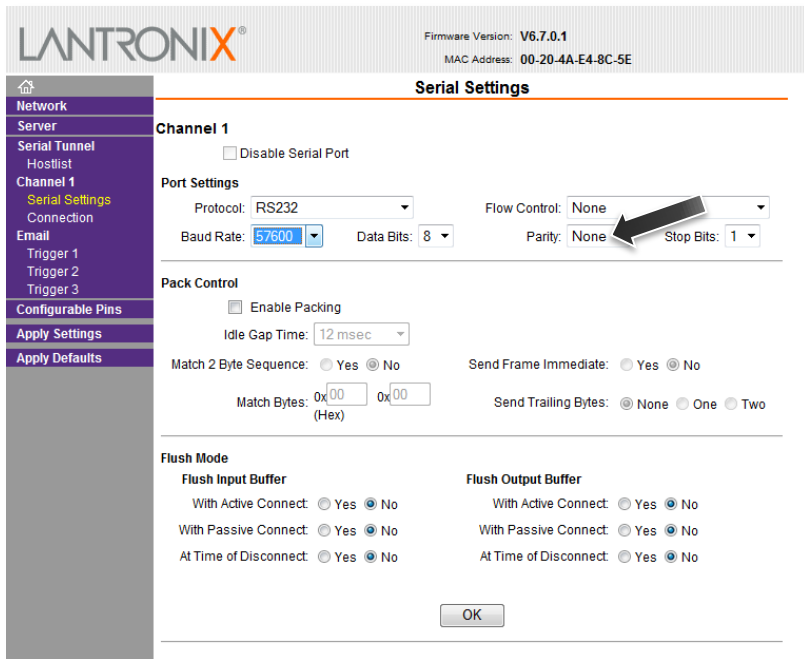 LANTRONIX®
Firmware Version: V6.7.0.1
MAC Address: 00-20-4A-E4-8C-5E
Network
Server
Serial Tunnel
Hostlist
Channel 1
Serial Settings
Connection
Email
Trigger 1
Trigger 2
Trigger 3
Configurable Pins
Apply Settings
Apply Defaults
Serial Settings
Channel 1
Disable Serial Port
Port Settings
Protocol: RS232 Flow Control: None
Baud Rate: 57600 Data Bits: 8 Parity: None Stop Bits: 1
Pack Control
Enable Packing
Idle Gap Time: 12 msec
Match 2 Byte Sequence: Yes No Send Frame Immediate: Yes No
Match Bytes: 0x00 0x00 Send Trailing Bytes: None One Two
(Hex)
Flush Mode
Flush Input Buffer Flush Output Buffer
With Active Connect: Yes No With Active Connect: Yes No
With Passive Connect: Yes No With Passive Connect: Yes No
At Time of Disconnect: Yes No At Time of Disconnect: Yes No
OK